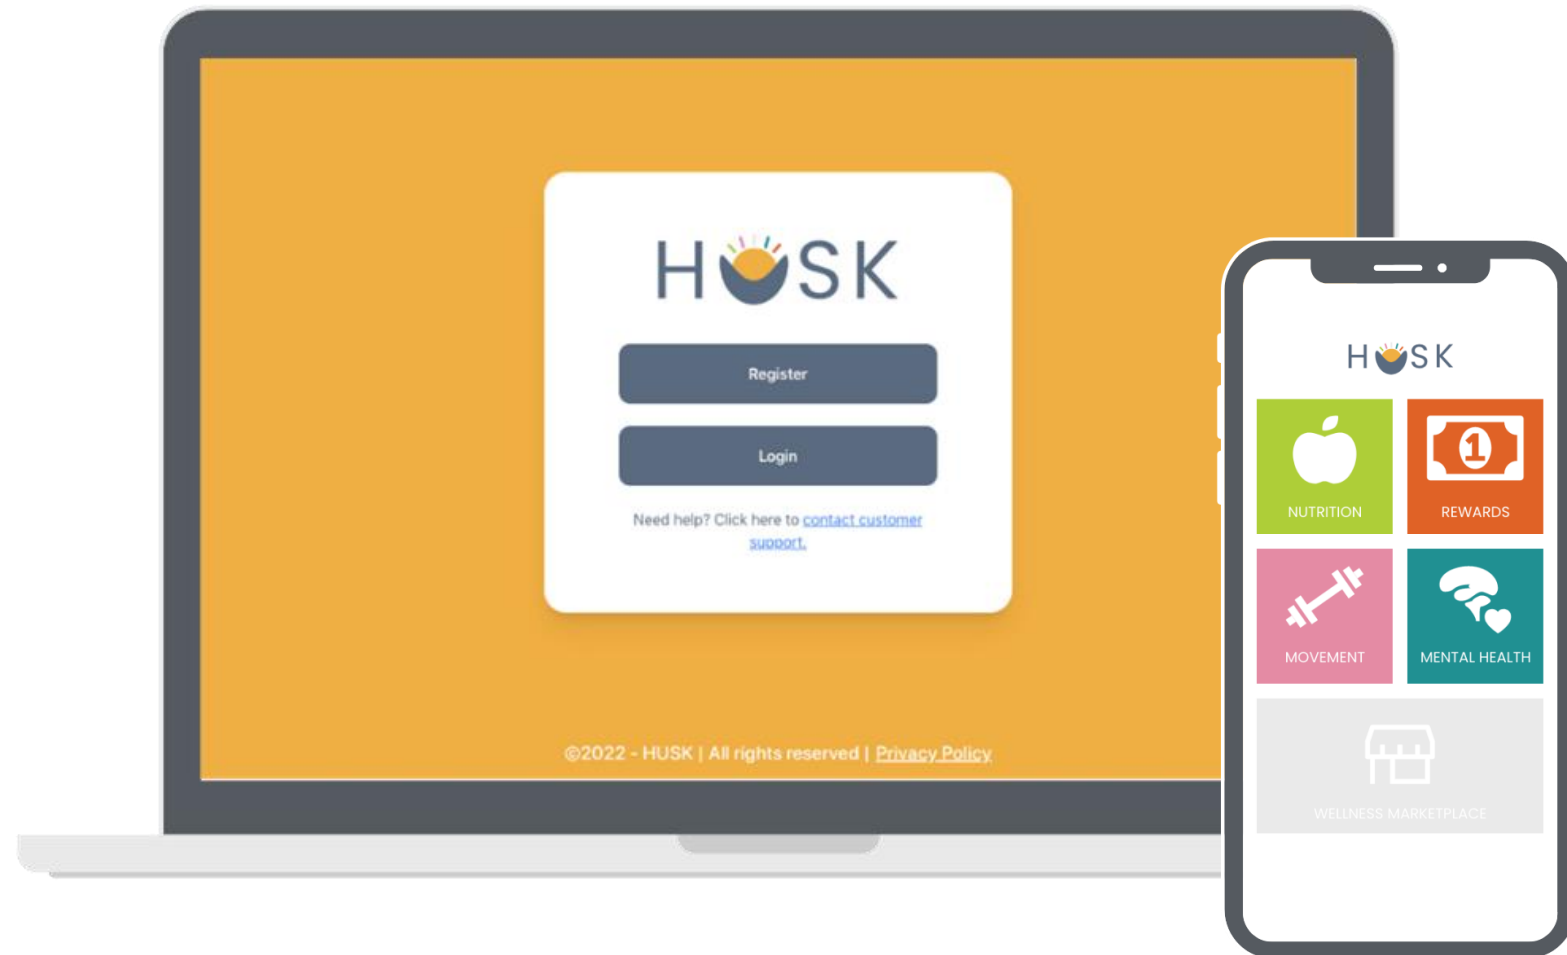 HUSK
Register
Login
Need help? Click here to contact customer
support.
©2022 - HUSK | All rights reserved | Privacy Policy
HUSK
1
NUTRITION
REWARDS
MOVEMENT
MENTAL HEALTH
WELLNESS MARKETPLACE